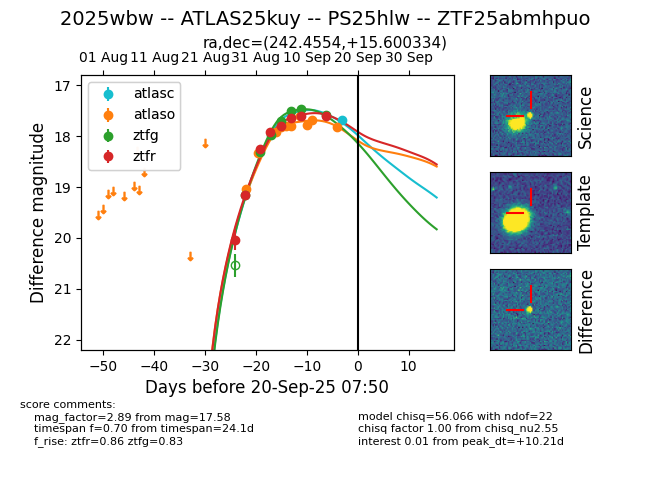 2025wbw -- ATLAS25kuy -- PS25hlw -- ZTF25abmhpuo
ra,dec=(242.4554,+15.600334)
01 Aug 11 Aug 21 Aug 31 Aug 10 Sep 20 Sep 30 Sep
17
18
19
20
21
22
Difference magnitude
atlasc
atlaso
ztfg
ztfr
−50 −40 −30 −20 −10 0 10
Days before 20-Sep-25 07:50
Science
Template
Difference
score comments:
mag_factor=2.89 from mag=17.58
timespan f=0.70 from timespan=24.1d
f_rise: ztfr=0.86 ztfg=0.83
model chisq=56.066 with ndof=22
chisq factor 1.00 from chisq_nu2.55
interest 0.01 from peak_dt=+10.21d